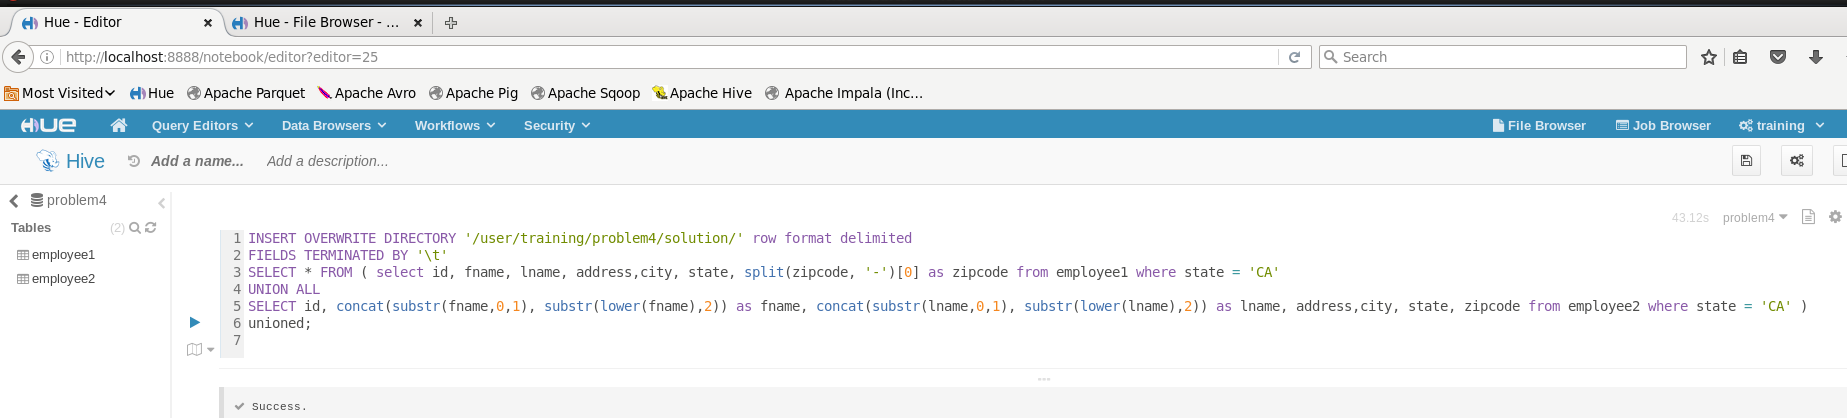 Hue - Editor Hue - File Browser - ...
http://localhost:8888/notebook/editor?editor=25 Search
Most Visited Hue Apache Parquet Apache Avro Apache Pig Apache Sqoop Apache Hive Apache Impala (Inc...
HUE Query Editors Data Browsers Workflows Security File Browser Job Browser training
Hive Add a name... Add a description...
problem4
Tables (2)
employee1
employee2
43.12s problem4
1 INSERT OVERWRITE DIRECTORY '/user/training/problem4/solution/' row format delimited
2 FIELDS TERMINATED BY '\t'
3 SELECT * FROM ( select id, fname, lname, address,city, state, split(zipcode, '-')[0] as zipcode from employee1 where state = 'CA'
4 UNION ALL
5 SELECT id, concat(substr(fname,0,1), substr(lower(fname),2)) as fname, concat(substr(lname,0,1), substr(lower(lname),2)) as lname, address,city, state, zipcode from employee2 where state = 'CA' )
6 unioned;
7
Success.